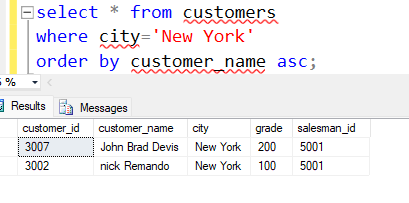 select * from customers
where city='New York'
order by customer_name asc;
%
Results Messages
customer_id customer_name city grade salesman_id
3007 John Brad Devis New York 200 5001
3002 nick Remando New York 100 5001